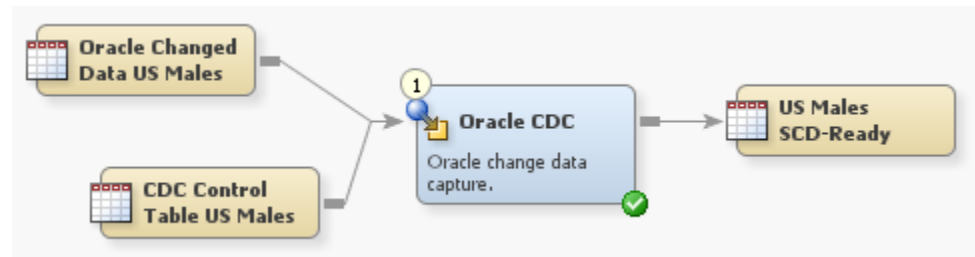 Oracle Changed
Data US Males
1
Oracle CDC
Oracle change data
capture.
US Males
SCD-Ready
CDC Control
Table US Males